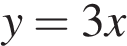 y = 3x